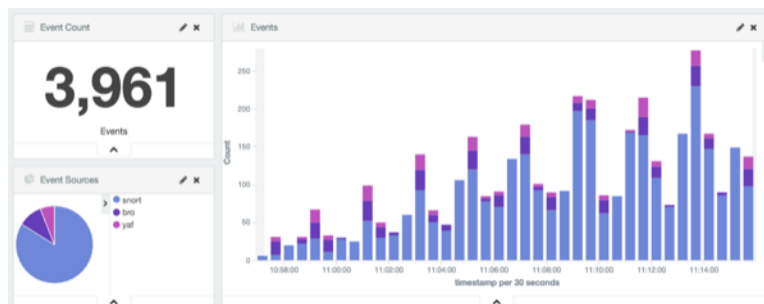 Event Count
3,961
Events
Event Sources
snort
bro
yaf
Events
Count
250
200
150
100
50
0
10:58:00
11:00:00
11:02:00
11:04:00
11:06:00
11:08:00
11:10:00
11:12:00
11:14:00
timestamp per 30 seconds